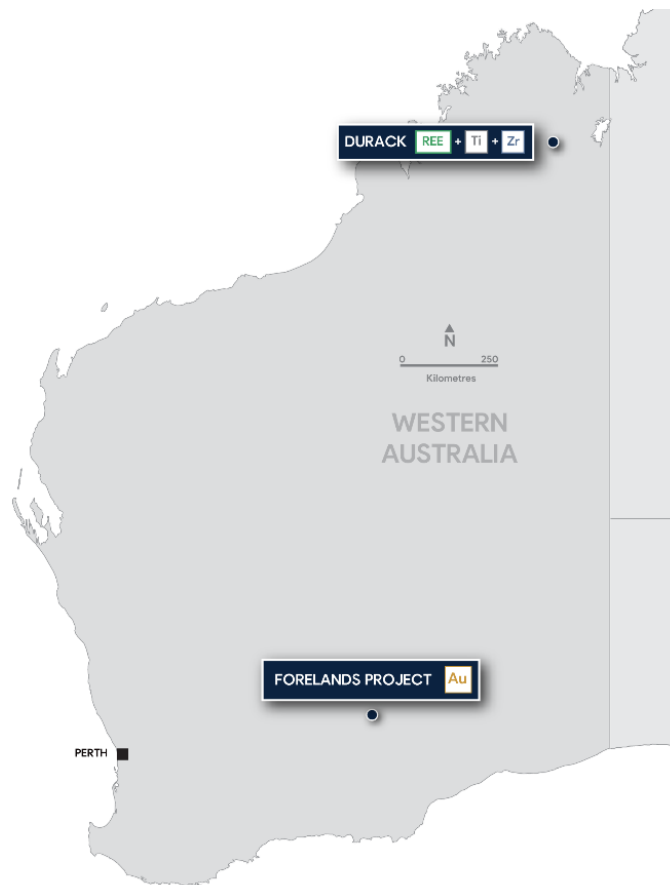 DURACK REE + Ti + Zr
N
0 250
Kilometres
WESTERN
AUSTRALIA
FORELANDS PROJECT Au
PERTH